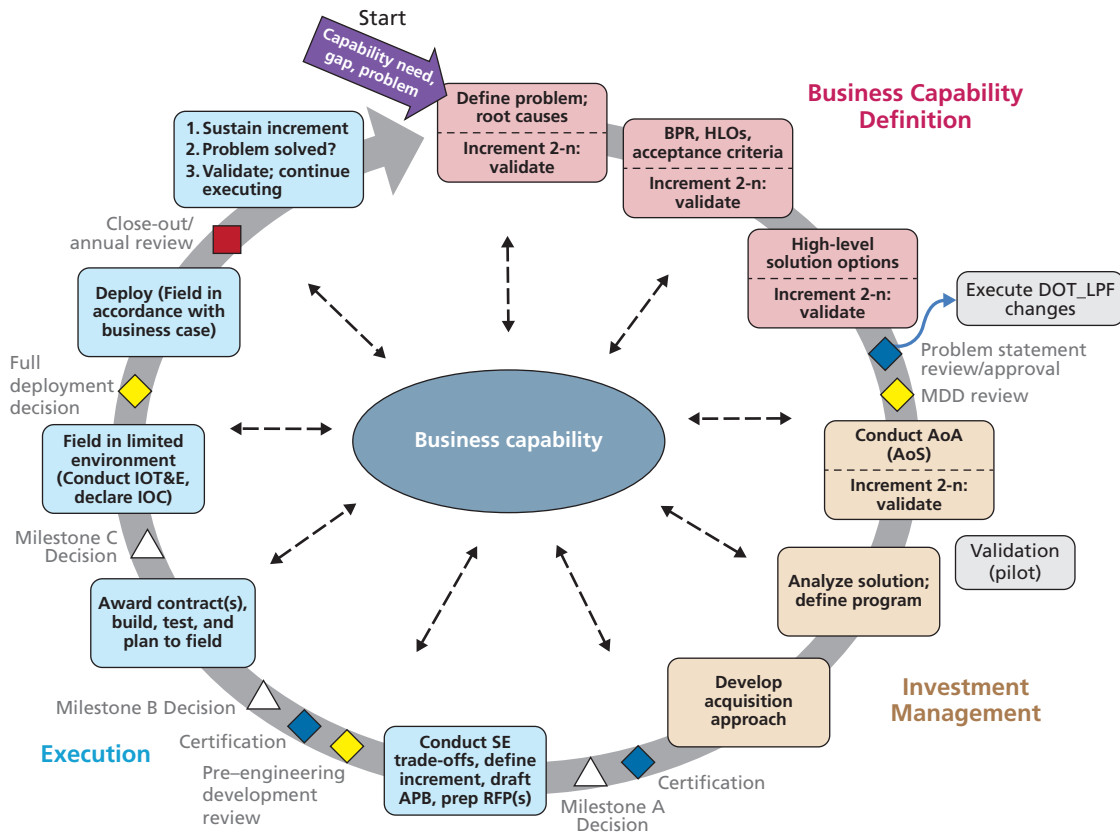 Start
Capability need,
gap, problem
Define problem;
root causes
Increment 2-n:
validate
BPR, HLOs,
acceptance criteria
Increment 2-n:
validate
Business Capability
Definition
High-level
solution options
Increment 2-n:
validate
Execute DOT_LPF
changes
Problem statement
review/approval
MDD review
Conduct AoA
(AoS)
Increment 2-n:
validate
Validation
(pilot)
Analyze solution;
define program
Investment
Management
Develop
acquisition
approach
Certification
Milestone A
Decision
Conduct SE
trade-offs, define
increment, draft
APB, prep RFP(s)
Pre–engineering
development
review
Certification
Milestone B Decision
Execution
Award contract(s),
build, test, and
plan to field
Milestone C
Decision
Field in limited
environment
(Conduct IOT&E,
declare IOC)
Full
deployment
decision
Deploy (Field in
accordance with
business case)
Close-out/
annual review
1. Sustain increment
2. Problem solved?
3. Validate; continue
executing
Business capability